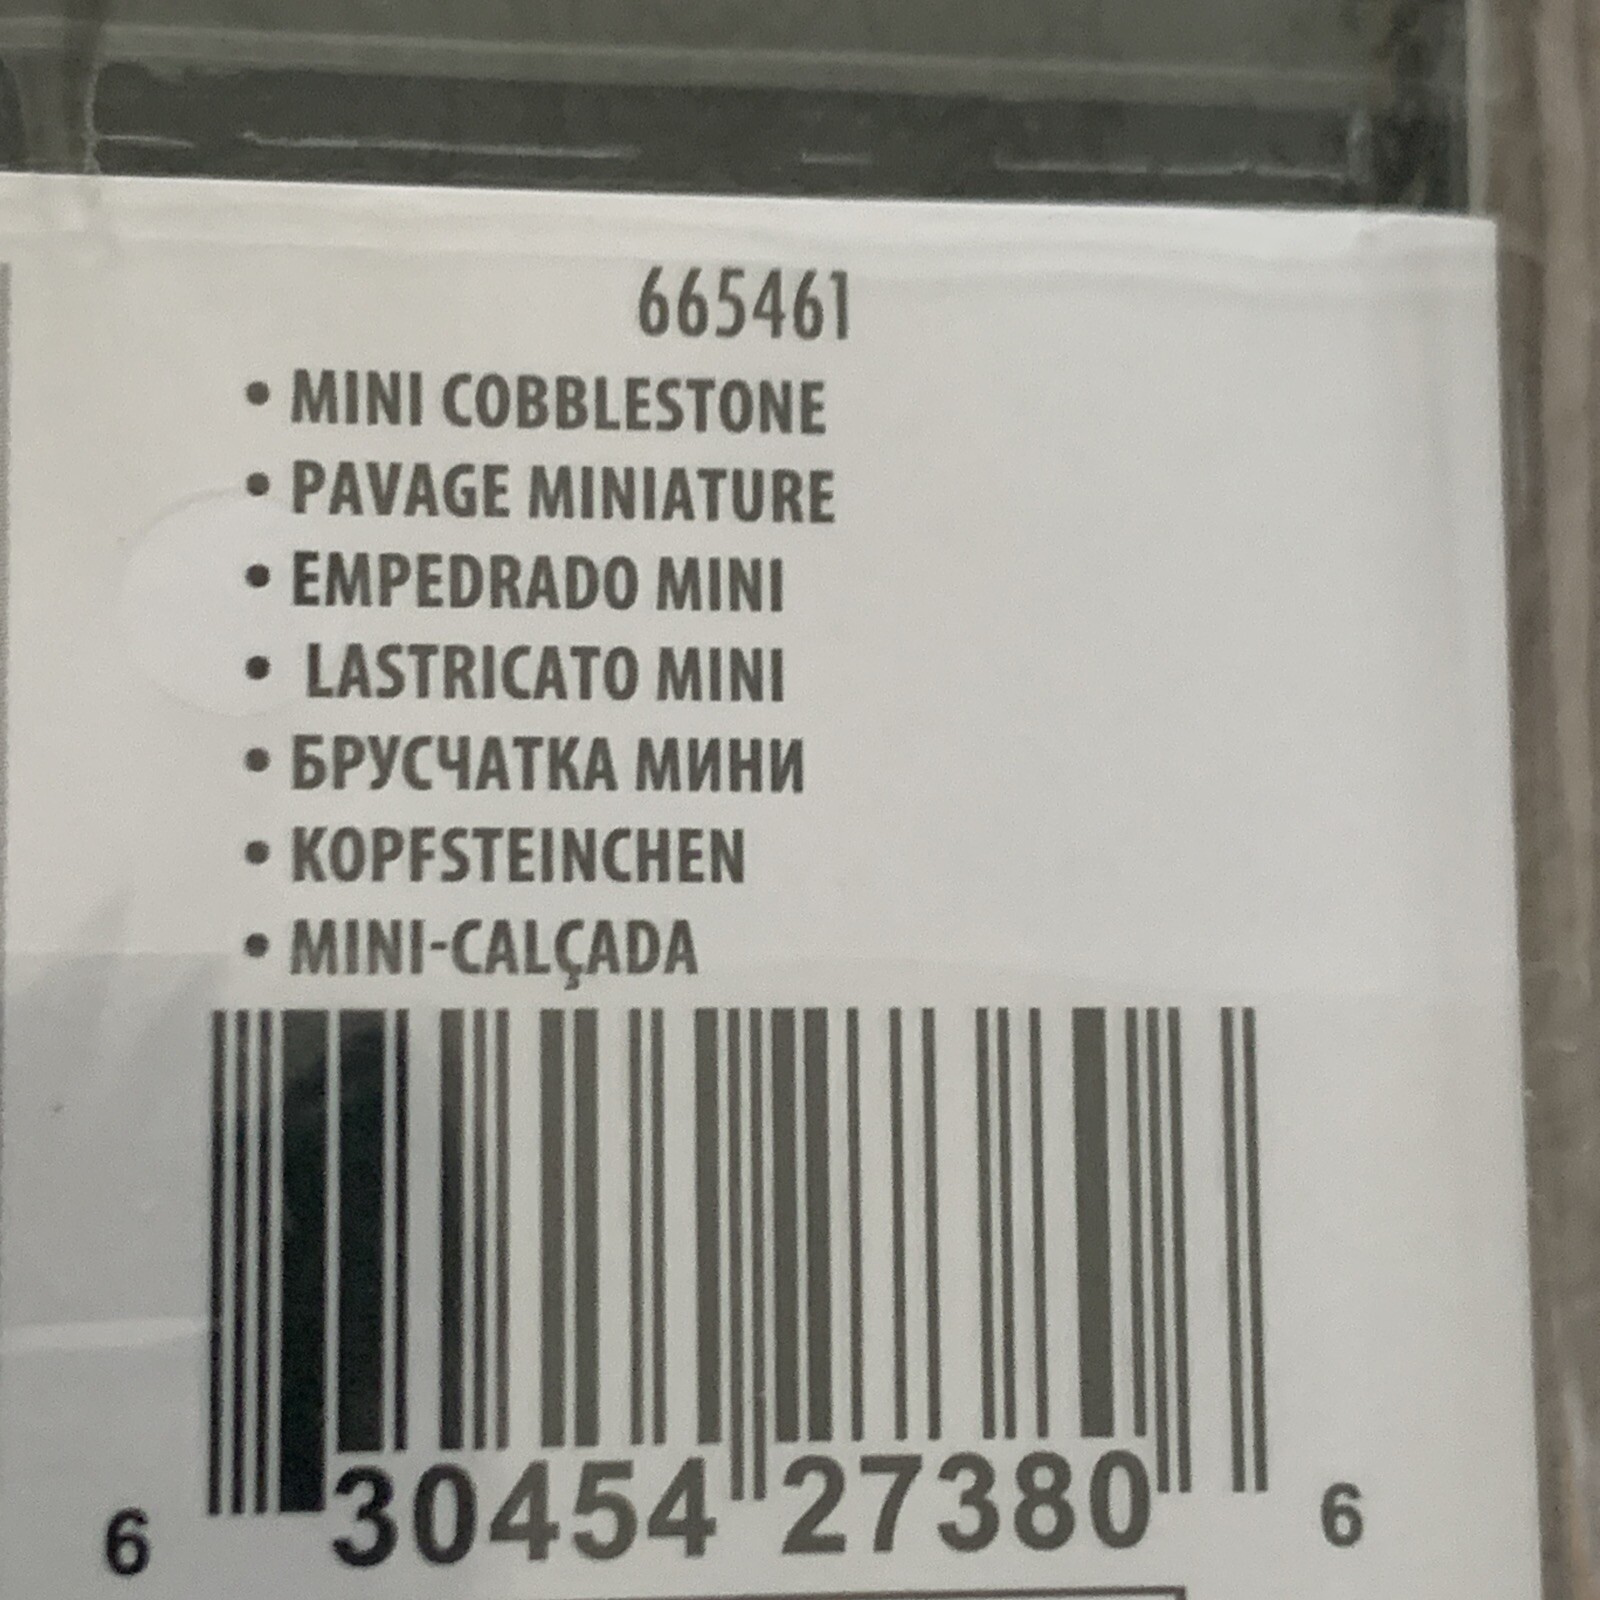 665461
• MINI COBBLESTONE
• PAVAGE MINIATURE
• EMPEDRADO MINI
• LASTRICATO MINI
• БРУСЧАТКА МИНИ
• KOPFSTEINCHEN
• MINI-CALÇADA
6 30454 27380 6